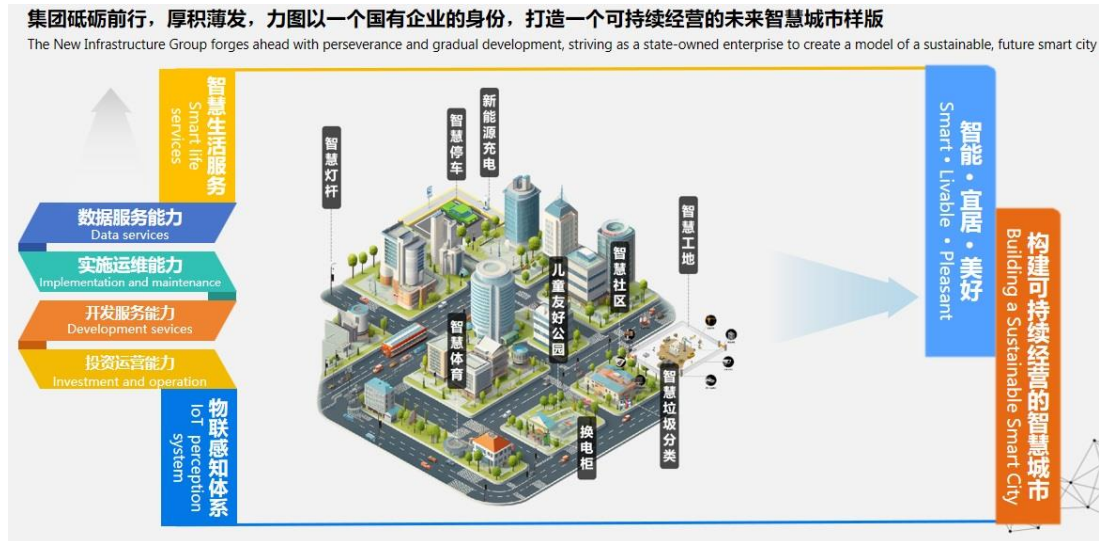 集团砥砺前行，厚积薄发，力图以一个国有企业的身份，打造一个可持续经营的未来智慧城市样版
The New Infrastructure Group forges ahead with perseverance and gradual development, striving as a state-owned enterprise to create a model of a sustainable, future smart city
智慧生活服务
Smart life
services
数据服务能力
Data services
实施运维能力
Implementation and maintenance
开发服务能力
Development sevices
投资运营能力
Investment and operation
物联感知体系
IoT perception
system
智慧灯杆
智慧停车
新能源充电
智慧体育
儿童友好公园
智慧社区
智慧工地
换电柜
智慧垃圾分类
智能·宜居·美好
Smart · Livable · Pleasant
构建可持续经营的智慧城市
Building a Sustainable Smart City